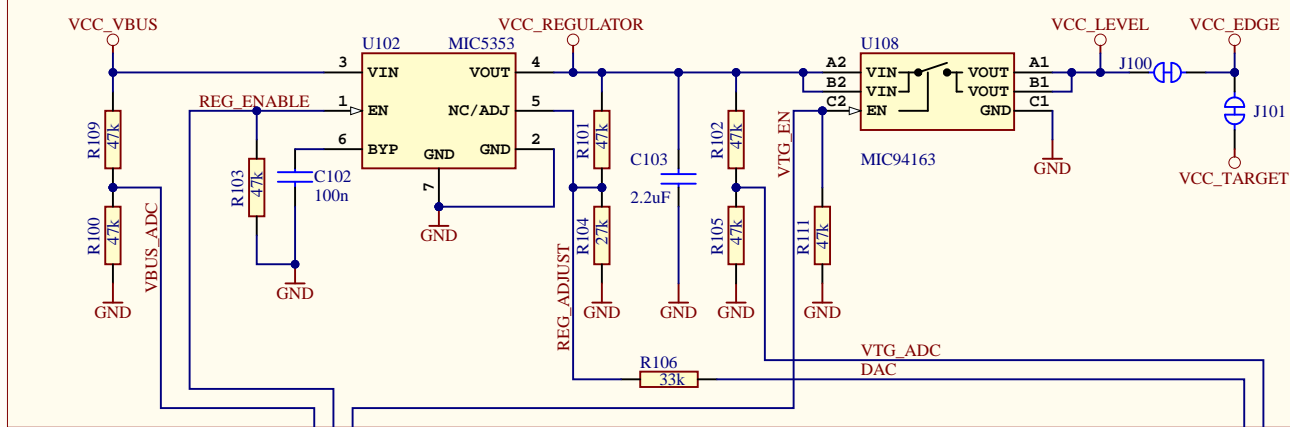 VCC_VBUS
VCC_REGULATOR
VCC_LEVEL
VCC_EDGE
U102
MIC5353
U108
3
VIN
VOUT
4
A2
VIN
VOUT
A1
J100
B2
VIN
VOUT
B1
REG_ENABLE
1
EN
NC/ADJ
5
C2
EN
GND
C1
J101
R109
47k
R101
47k
R102
47k
VTG_EN
6
BYP
GND
GND
2
7
MIC94163
GND
VCC_TARGET
R103
47k
C102
100n
C103
2.2uF
R100
47k
VBUS_ADC
GND
R104
27k
R105
47k
R111
47k
GND
REG_ADJUST
GND
GND
GND
GND
GND
VTG_ADC
R106
33k
DAC